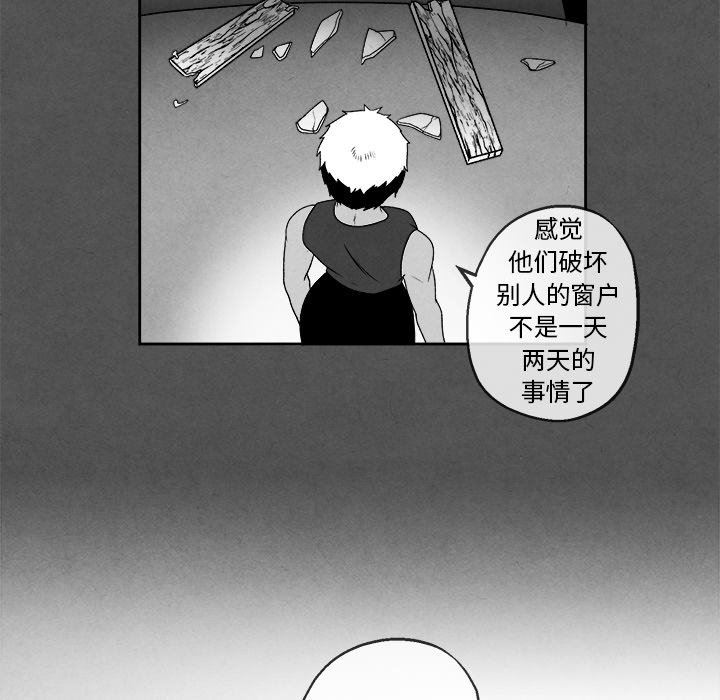 感觉
他们破坏
别人的窗户
不是一天
两天的
事情了